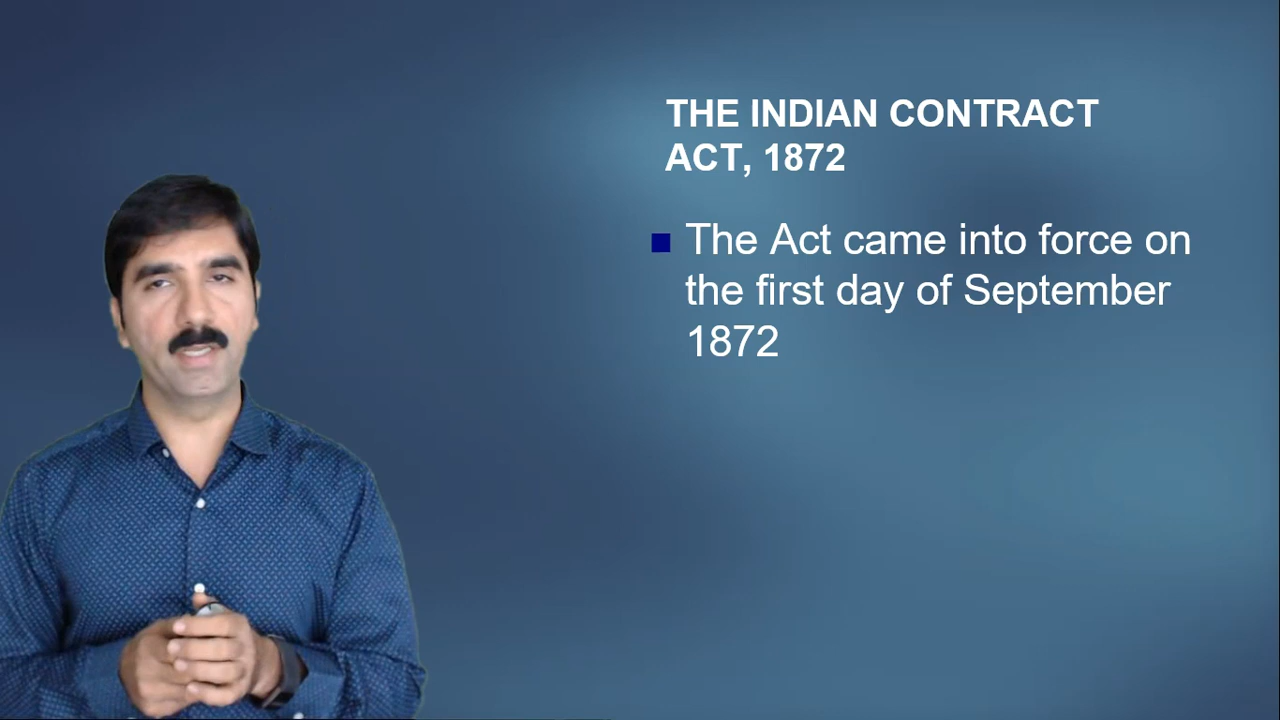 THE INDIAN CONTRACT
ACT, 1872
The Act came into force on
the first day of September
1872